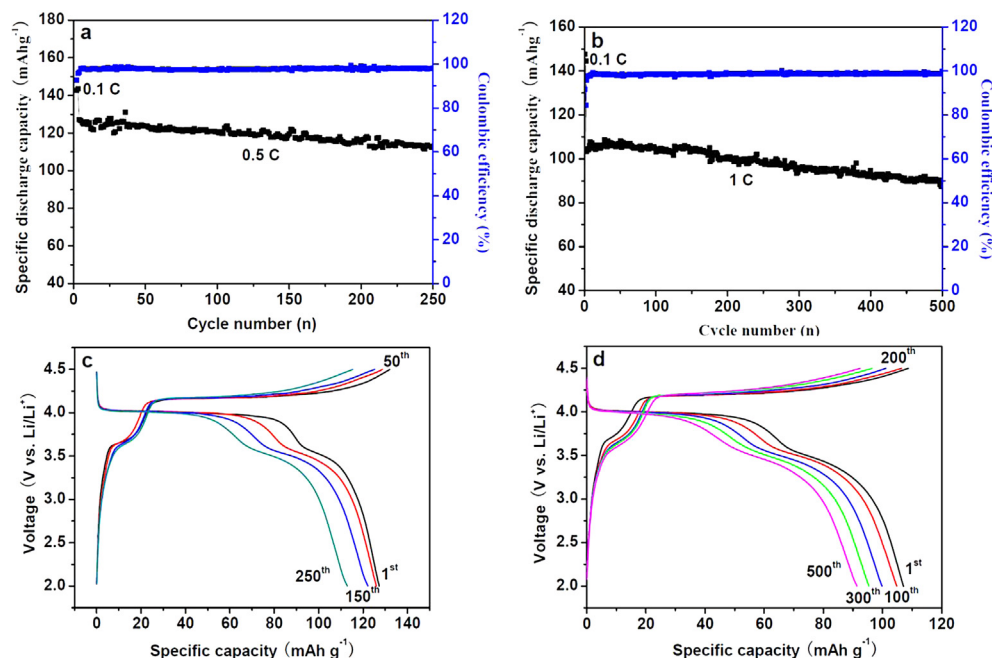 a
0.1 C
0.5 C
Specific discharge capacity (mAhg-1)
180
160
140
120
100
80
60
40
0
50
100
150
200
250
Cycle number (n)
120
100
80
60
40
20
0
Coulombic efficiency (%)
b
0.1 C
1 C
Specific discharge capacity (mAhg-1)
160
140
120
100
80
60
40
0
100
200
300
400
500
Cycle number (n)
120
100
80
60
40
20
0
Coulombic efficiency (%)
c
50th
1st
250th
150th
Voltage (V vs. Li/Li+)
4.5
4.0
3.5
3.0
2.5
2.0
0
20
40
60
80
100
120
140
Specific capacity (mAh g-1)
d
200th
1st
500th
300th
100th
Voltage (V vs. Li/Li+)
4.5
4.0
3.5
3.0
2.5
2.0
0
20
40
60
80
100
120
Specific capacity (mAh g-1)